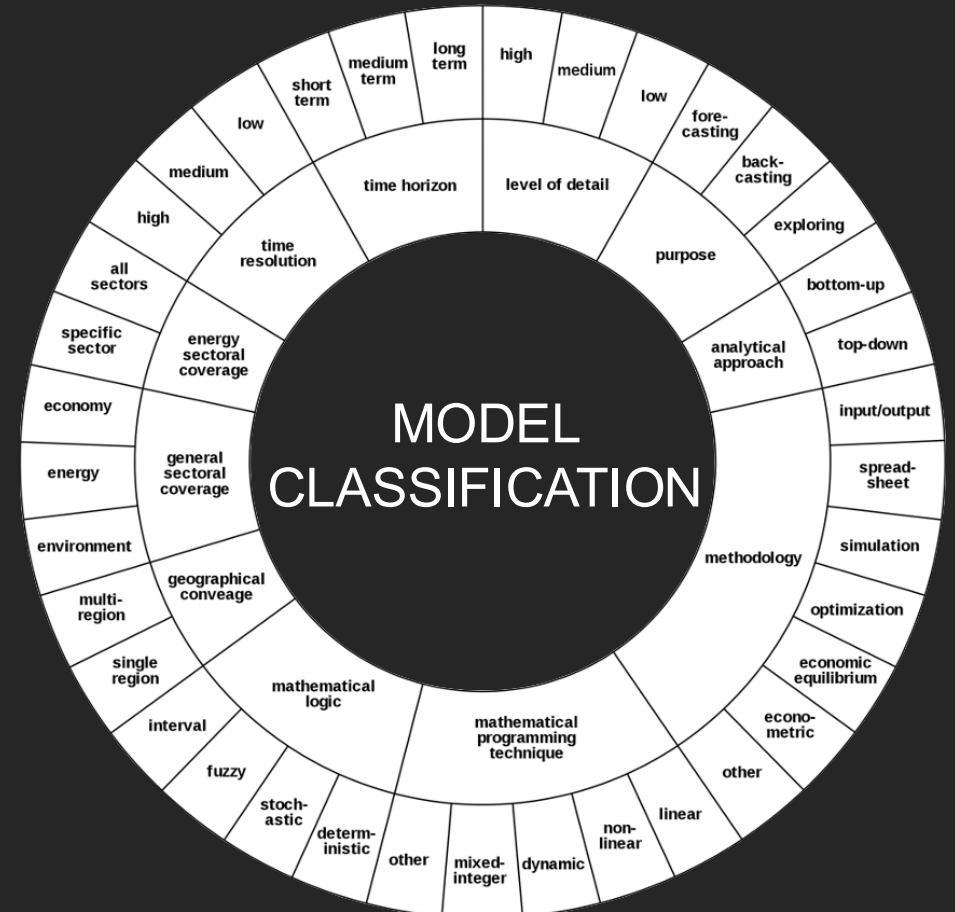 MODEL
CLASSIFICATION
level of detail
high
medium
low
purpose
fore-
casting
back-
casting
exploring
analytical
approach
bottom-up
top-down
methodology
input/output
spread-
sheet
simulation
optimization
economic
equilibrium
econo-
metric
other
mathematical
programming
technique
linear
non-
linear
dynamic
mixed-
integer
other
mathematical
logic
determ-
inistic
stoch-
astic
fuzzy
interval
geographical
conveage
single
region
multi-
region
general
sectoral
coverage
environment
energy
economy
energy
sectoral
coverage
specific
sector
all
sectors
time
resolution
high
medium
low
time horizon
short
term
medium
term
long
term